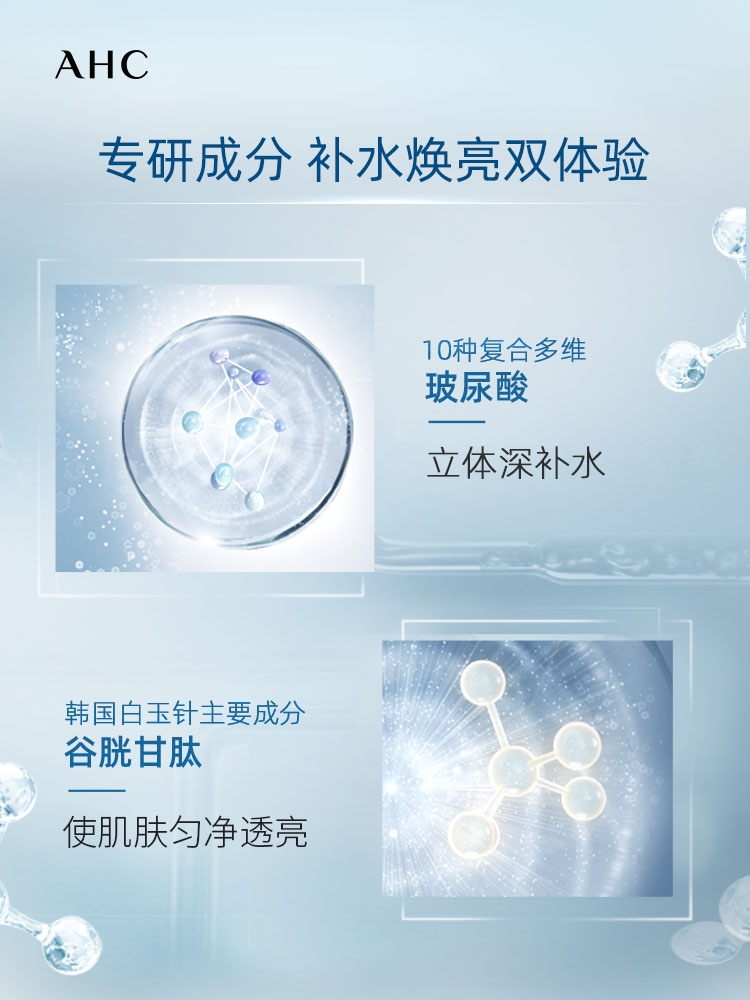 AHC
专研成分 补水焕亮双体验
10种复合多维
玻尿酸
立体深补水
韩国白玉针主要成分
谷胱甘肽
使肌肤匀净透亮